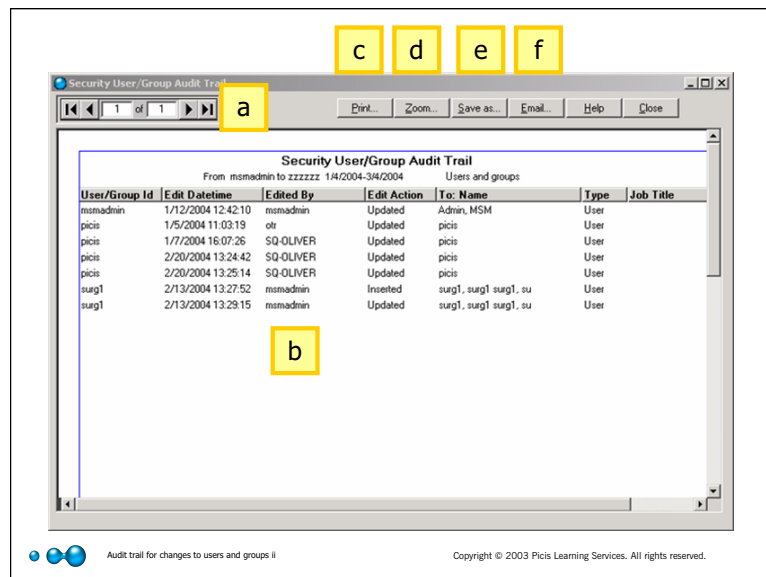 c d e f
Security User/Group Audit Trail
1 of 1 a Print... Zoom... Save as... Email... Help Close
Security User/Group Audit Trail
From msmadmin to zzzzzz 1/4/2004-3/4/2004 Users and groups
User/Group Id Edit Datetime Edited By Edit Action To: Name Type Job Title
msmadmin 1/12/2004 12:42:10 msmadmin Updated Admin, MSM User
picis 1/5/2004 11:03:19 otr Updated picis User
picis 1/7/2004 16:07:26 SQ-OLIVER Updated picis User
picis 2/20/2004 13:24:42 SQ-OLIVER Updated picis User
picis 2/20/2004 13:25:14 SQ-OLIVER Updated picis User
surg1 2/13/2004 13:27:52 msmadmin Inserted surg1, surg1 surg1, su User
surg1 2/13/2004 13:29:15 msmadmin Updated surg1, surg1 surg1, su User
b
Audit trail for changes to users and groups ii Copyright © 2003 Picis Learning Services. All rights reserved.